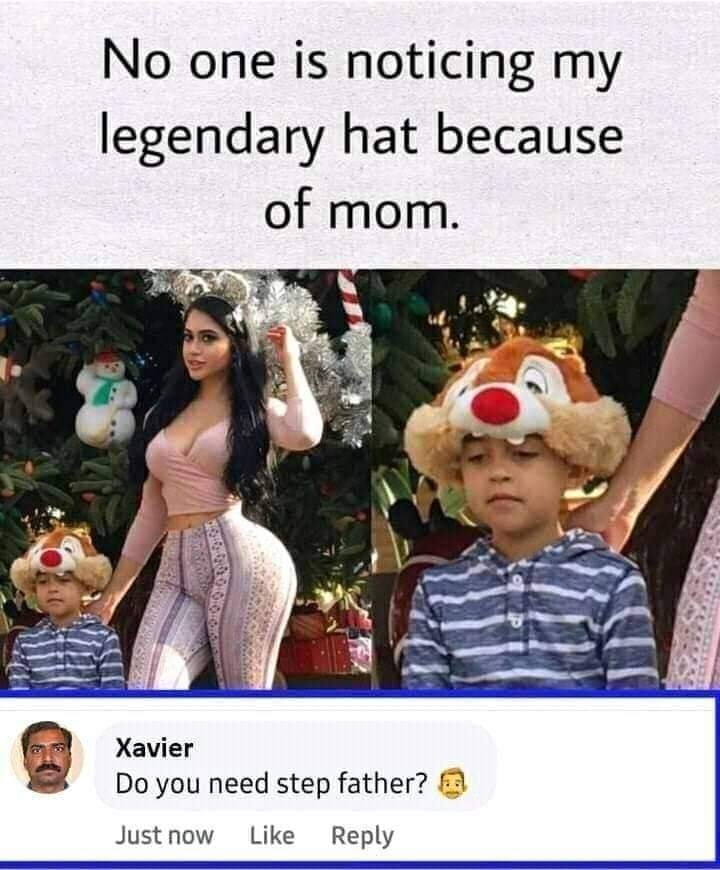 No one is noticing my
legendary hat because
of mom.
Xavier
Do you need step father? 🧔
Just now Like Reply